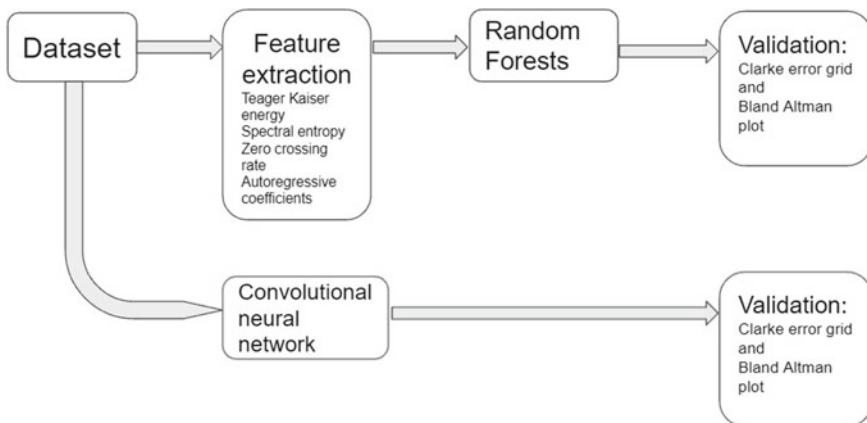 Dataset
Feature
extraction
Teager Kaiser
energy
Spectral entropy
Zero crossing
rate
Autoregressive
coefficients
Random
Forests
Validation:
Clarke error grid
and
Bland Altman
plot
Convolutional
neural
network
Validation:
Clarke error grid
and
Bland Altman
plot